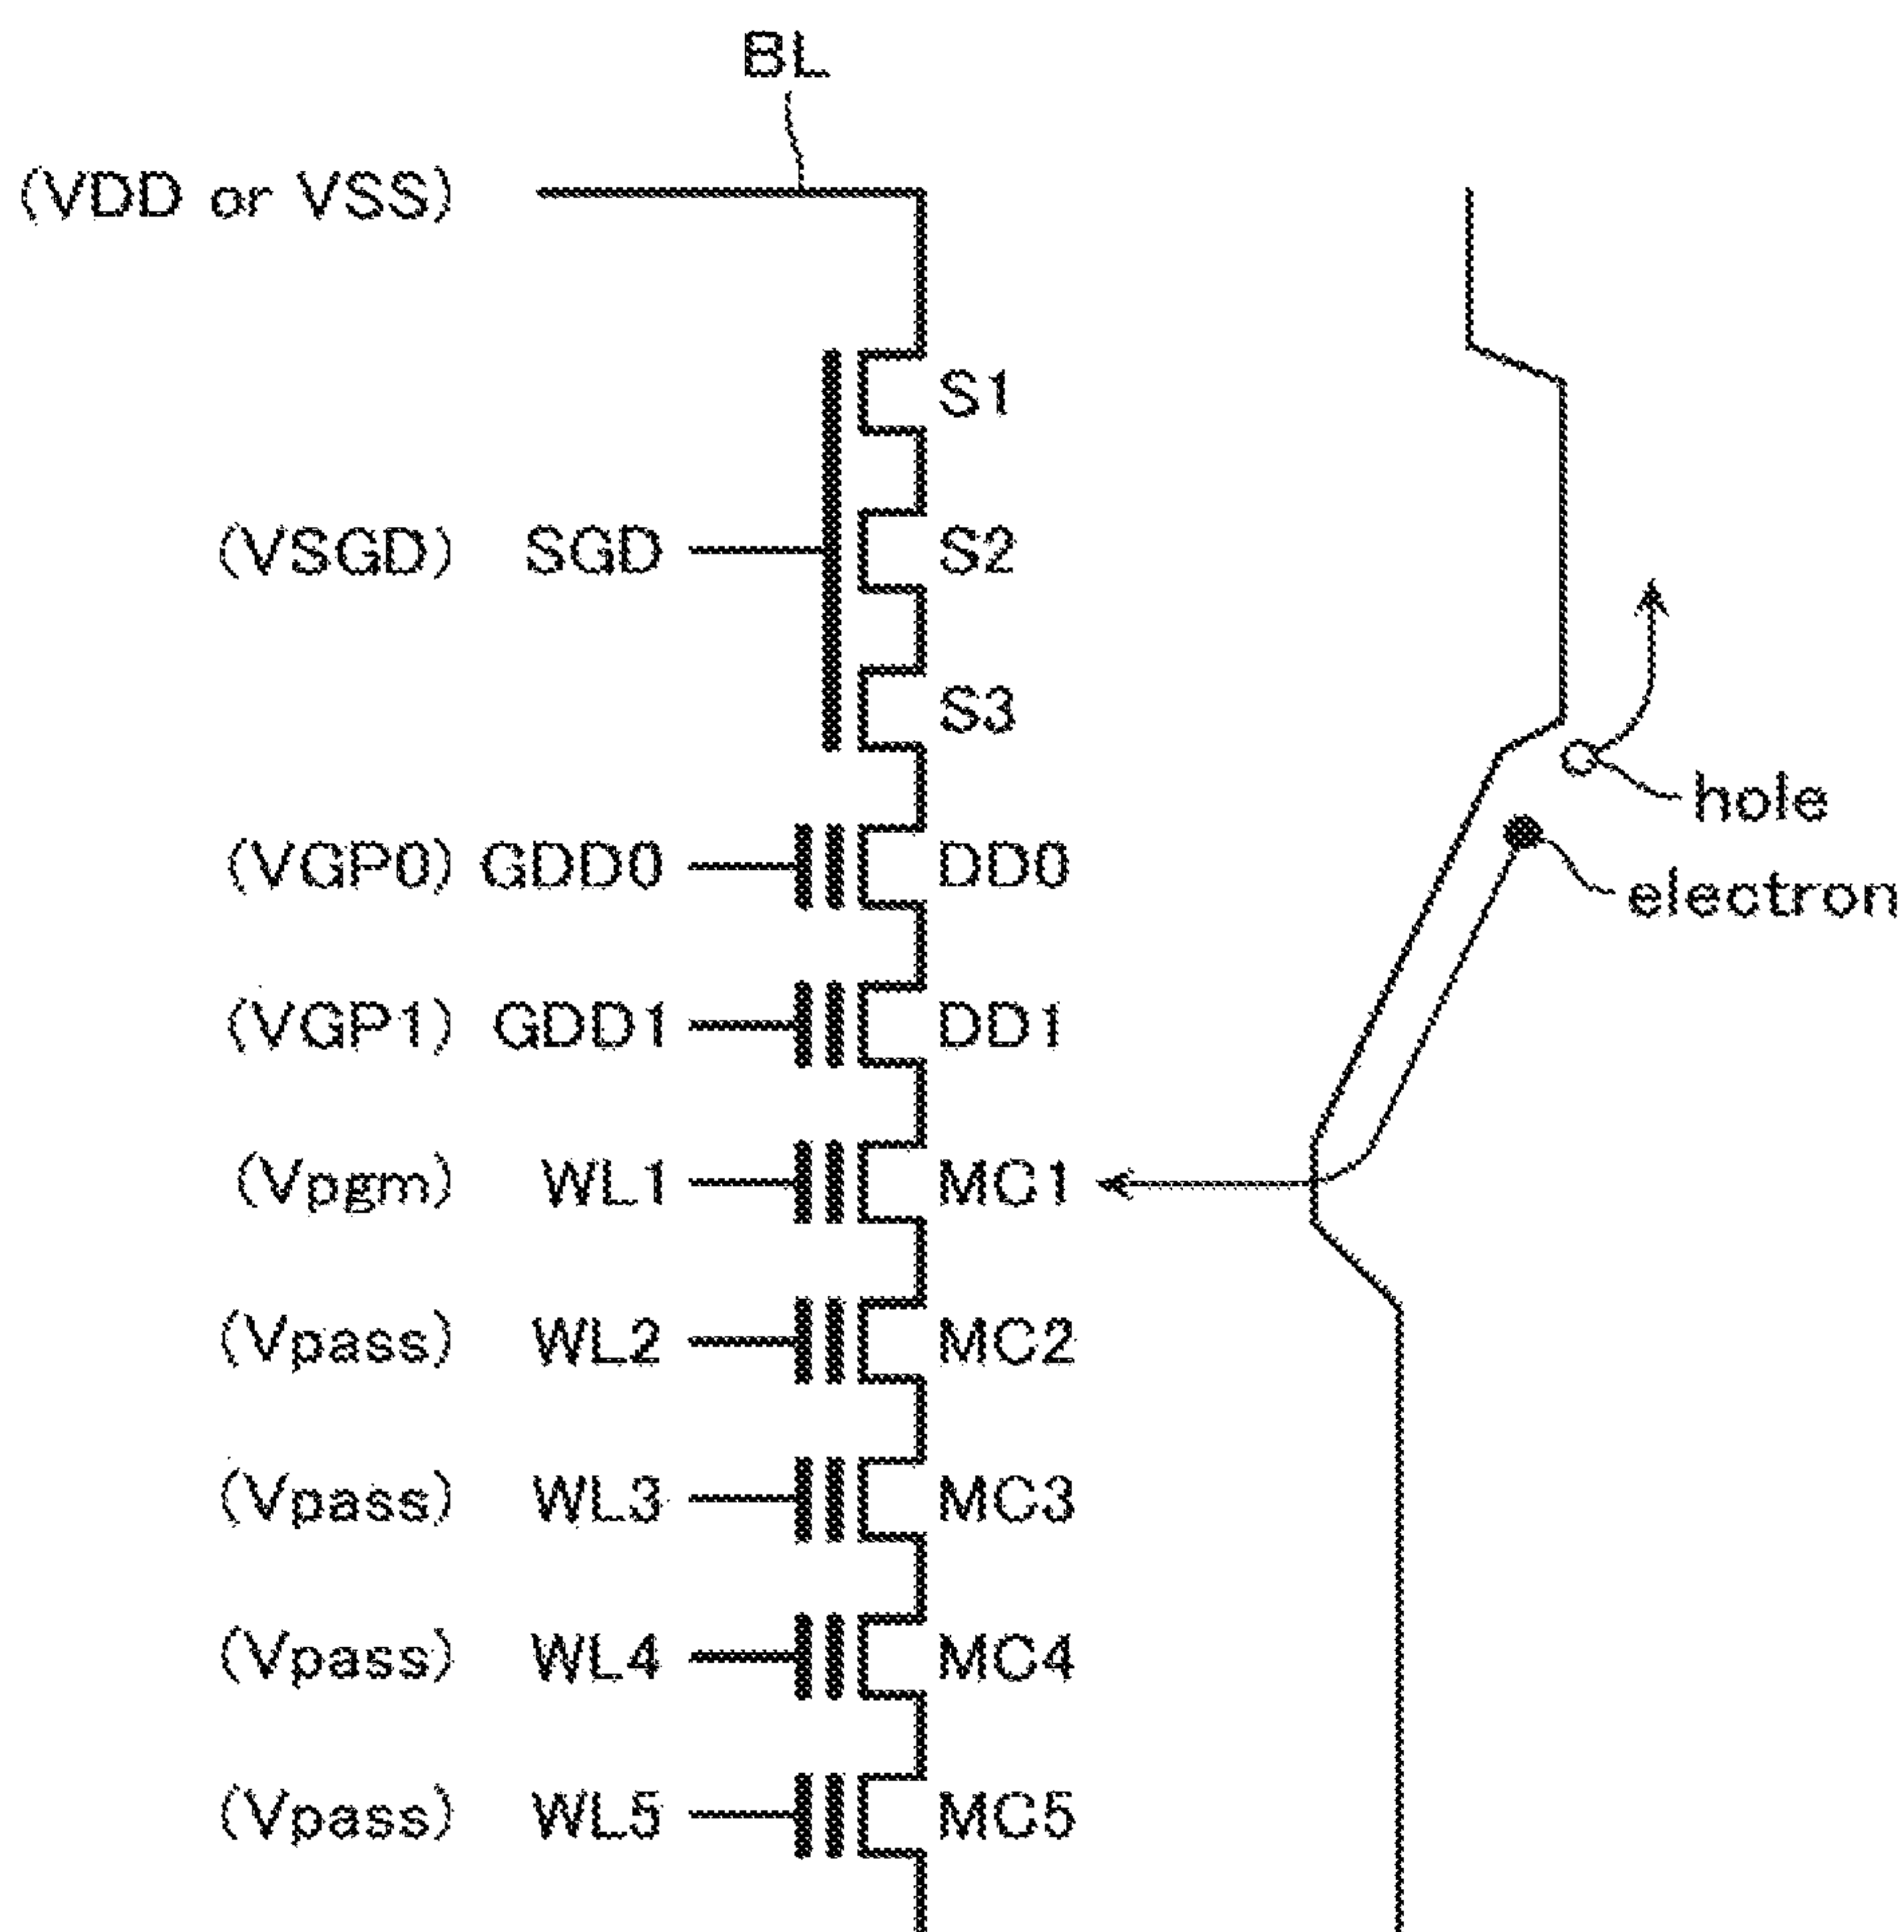 BL
(VDD or VSS)
S1
(VSGD) SGD S2
S3
hole
(VGP0) GDD0 DD0
electron
(VGP1) GDD1 DD1
(Vpgm) WL1 MC1
(Vpass) WL2 MC2
(Vpass) WL3 MC3
(Vpass) WL4 MC4
(Vpass) WL5 MC5